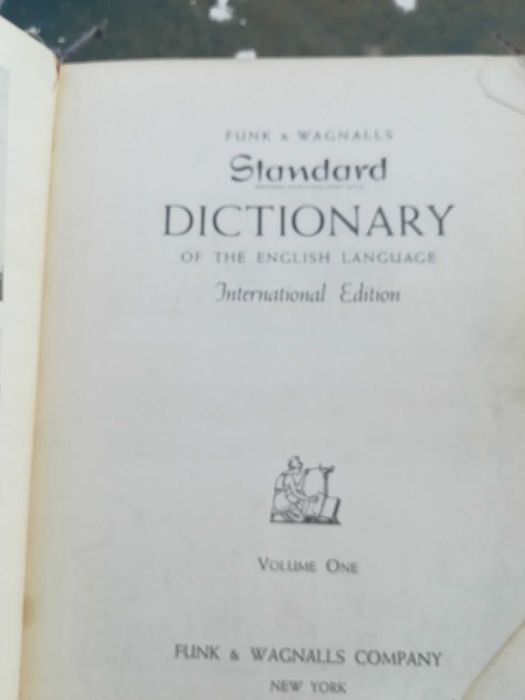 FUNK & WAGNALLS
Standard
DICTIONARY
OF THE ENGLISH LANGUAGE
International Edition
VOLUME ONE
FUNK & WAGNALLS COMPANY
NEW YORK